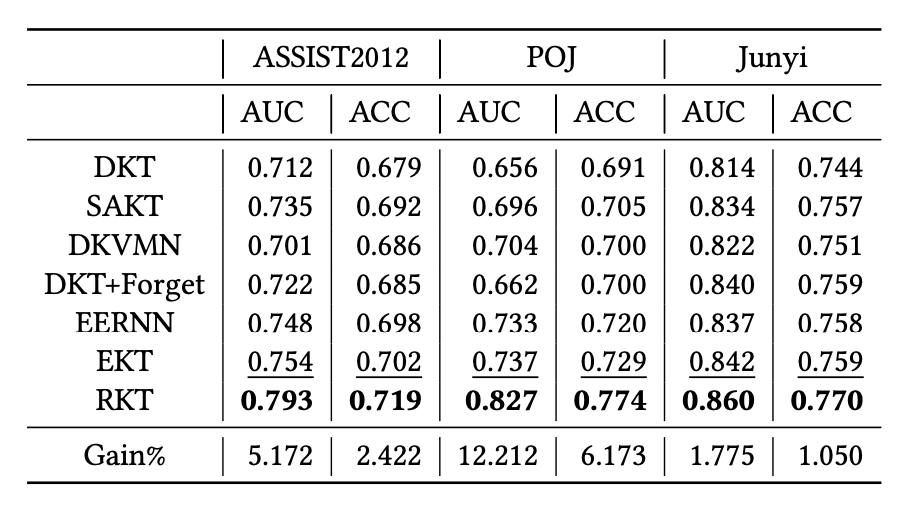 ASSIST2012 POJ Junyi
AUC ACC AUC ACC AUC ACC
DKT 0.712 0.679 0.656 0.691 0.814 0.744
SAKT 0.735 0.692 0.696 0.705 0.834 0.757
DKVMN 0.701 0.686 0.704 0.700 0.822 0.751
DKT+Forget 0.722 0.685 0.662 0.700 0.840 0.759
EERNN 0.748 0.698 0.733 0.720 0.837 0.758
EKT 0.754 0.702 0.737 0.729 0.842 0.759
RKT 0.793 0.719 0.827 0.774 0.860 0.770
Gain% 5.172 2.422 12.212 6.173 1.775 1.050